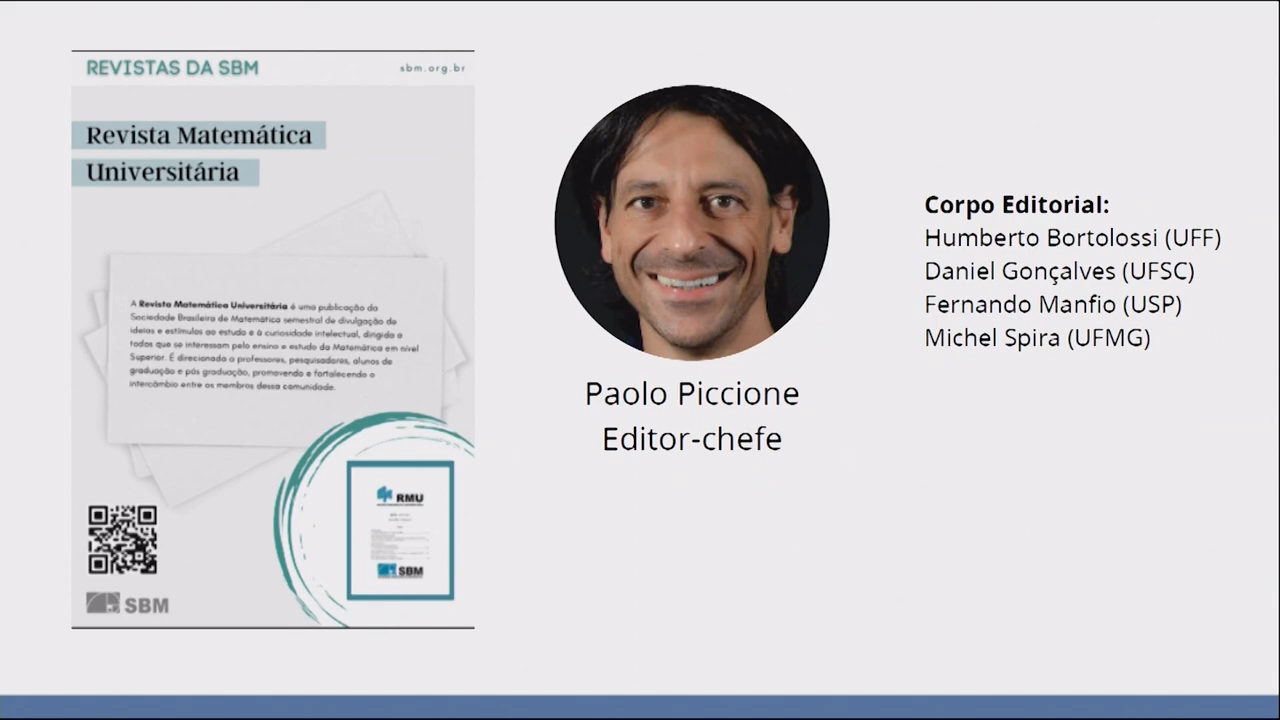 REVISTAS DA SBM
sbm.org.br
Revista Matemática
Universitária
A Revista Matemática Universitária é uma publicação da
Sociedade Brasileira de Matemática semestral de divulgação de
ideias e estímulos ao estudo e à curiosidade intelectual, dirigida a
todos que se interessam pelo ensino e estudo da Matemática em nível
Superior. É direcionada a professores, pesquisadores, alunos de
graduação e pós graduação, promovendo e fortalecendo o
intercâmbio entre os membros dessa comunidade.
RMU
SBM
SBM
Paolo Piccione
Editor-chefe
Corpo Editorial:
Humberto Bortolossi (UFF)
Daniel Gonçalves (UFSC)
Fernando Manfio (USP)
Michel Spira (UFMG)